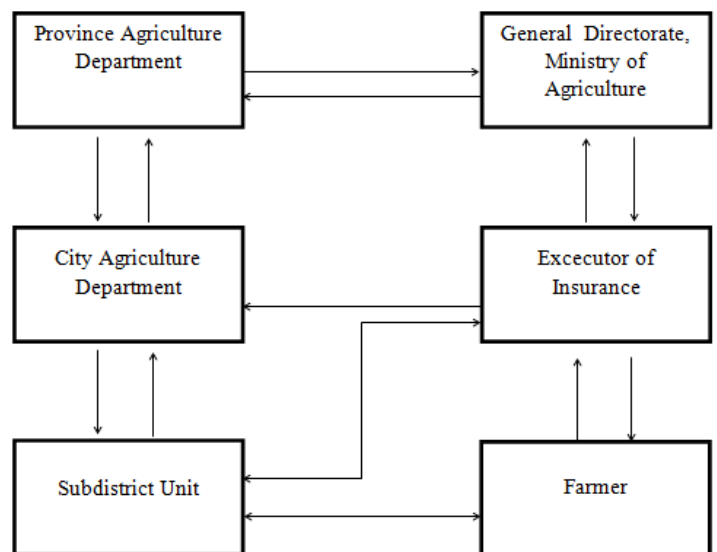 Province Agriculture
Department
General Directorate,
Ministry of
Agriculture
City Agriculture
Department
Excecutor of
Insurance
Subdistrict Unit
Farmer